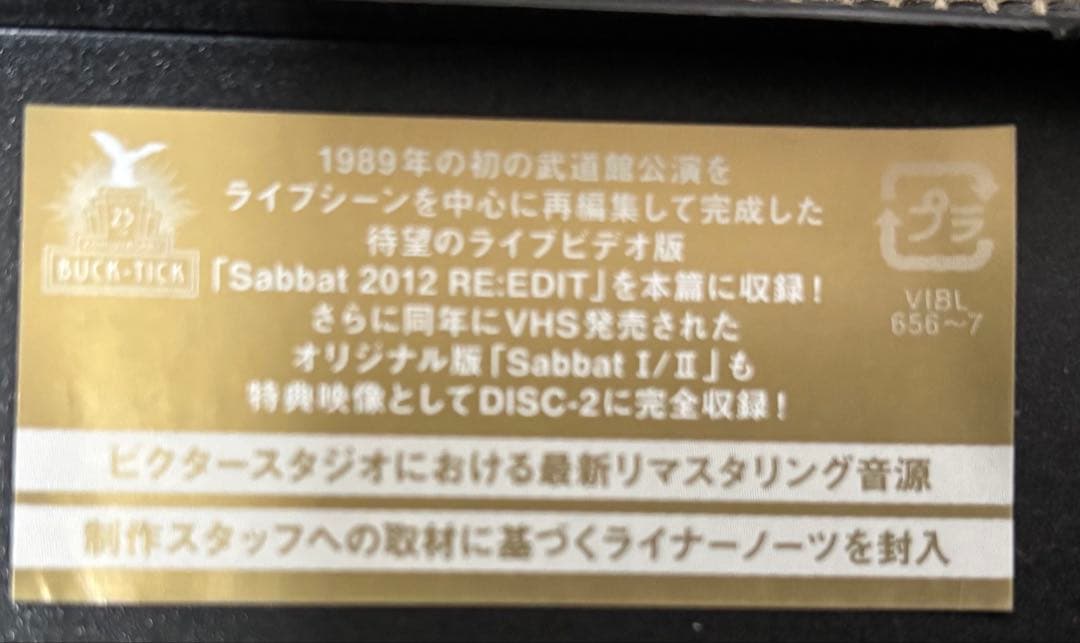 1989年の初の武道館公演を
ライブシーンを中心に再編集して完成した
待望のライブビデオ版
「Sabbat 2012 RE:EDIT」を本篇に収録!
さらに同年にVHS発売された
オリジナル版「Sabbat I/II」も
特典映像としてDISC-2に完全収録!
25
BUCK-TICK
プラ
VIBL
656~7
ビクタースタジオにおける最新リマスタリング音源
制作スタッフへの取材に基づくライナーノーツを封入